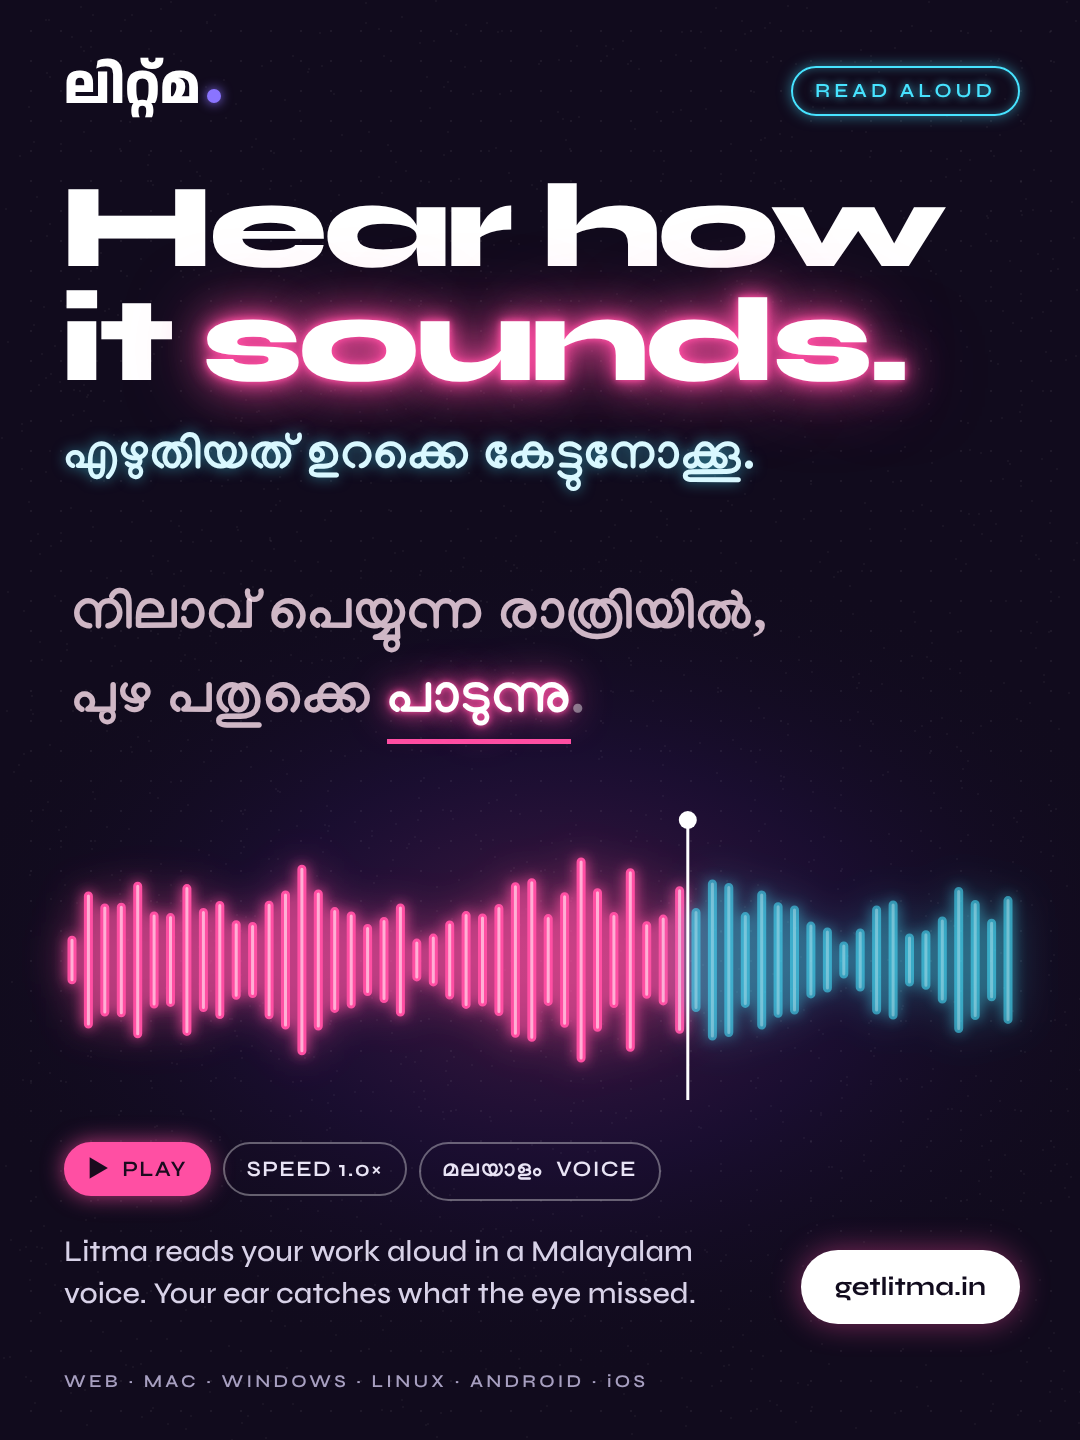 ലിറ്റ്മ.
READ ALOUD
Hear how
it sounds.
എഴുതിയത് ഉറക്കെ കേട്ടുനോക്കൂ.
നിലാവ് പെയ്യുന്ന രാത്രിയിൽ,
പുഴ പതുക്കെ പാടുന്നു.
PLAY
SPEED 1.0×
മലയാളം VOICE
Litma reads your work aloud in a Malayalam
voice. Your ear catches what the eye missed.
getlitma.in
WEB · MAC · WINDOWS · LINUX · ANDROID · iOS